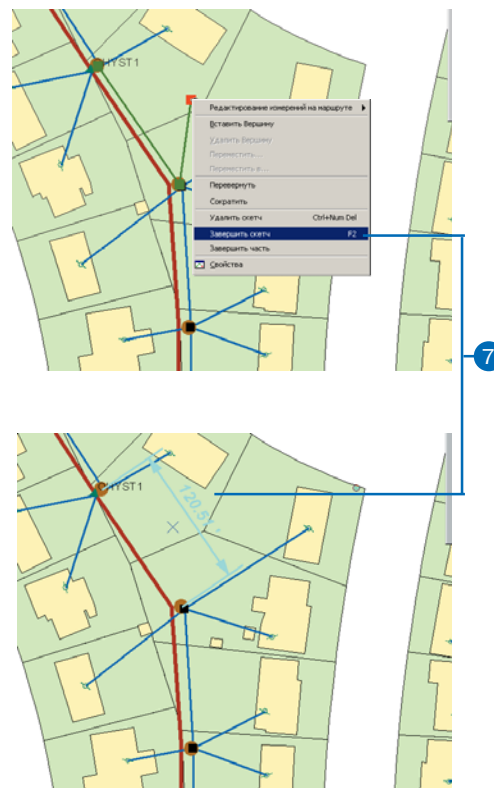 HYST1
Редактирование измерений на маршруте
Вставить Вершину
Удалить Вершину
Переместить...
Переместить в...
Перевернуть
Сократить
Удалить скетч Ctrl+Num Del
Завершить скетч F2
Завершить часть
Свойства
7
HYST1
120.51'